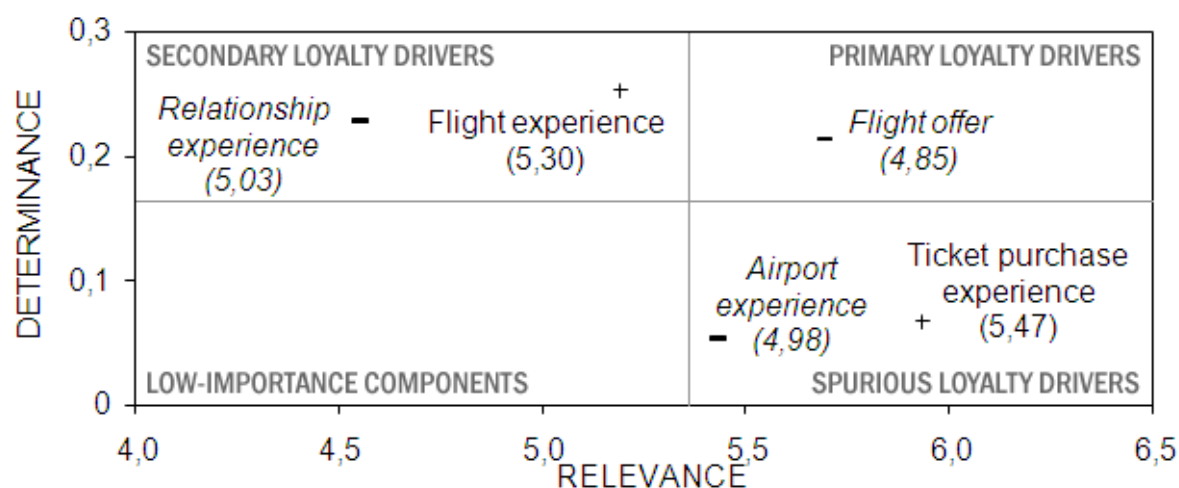 0,3
SECONDARY LOYALTY DRIVERS
PRIMARY LOYALTY DRIVERS
Relationship
experience
(5,03)
–
+
Flight experience
(5,30)
–
Flight offer
(4,85)
0,2
DETERMINANCE
0,1
Airport
experience
(4,98)
–
Ticket purchase
experience
(5,47)
+
LOW-IMPORTANCE COMPONENTS
SPURIOUS LOYALTY DRIVERS
0
4,0
4,5
5,0
5,5
6,0
6,5
RELEVANCE